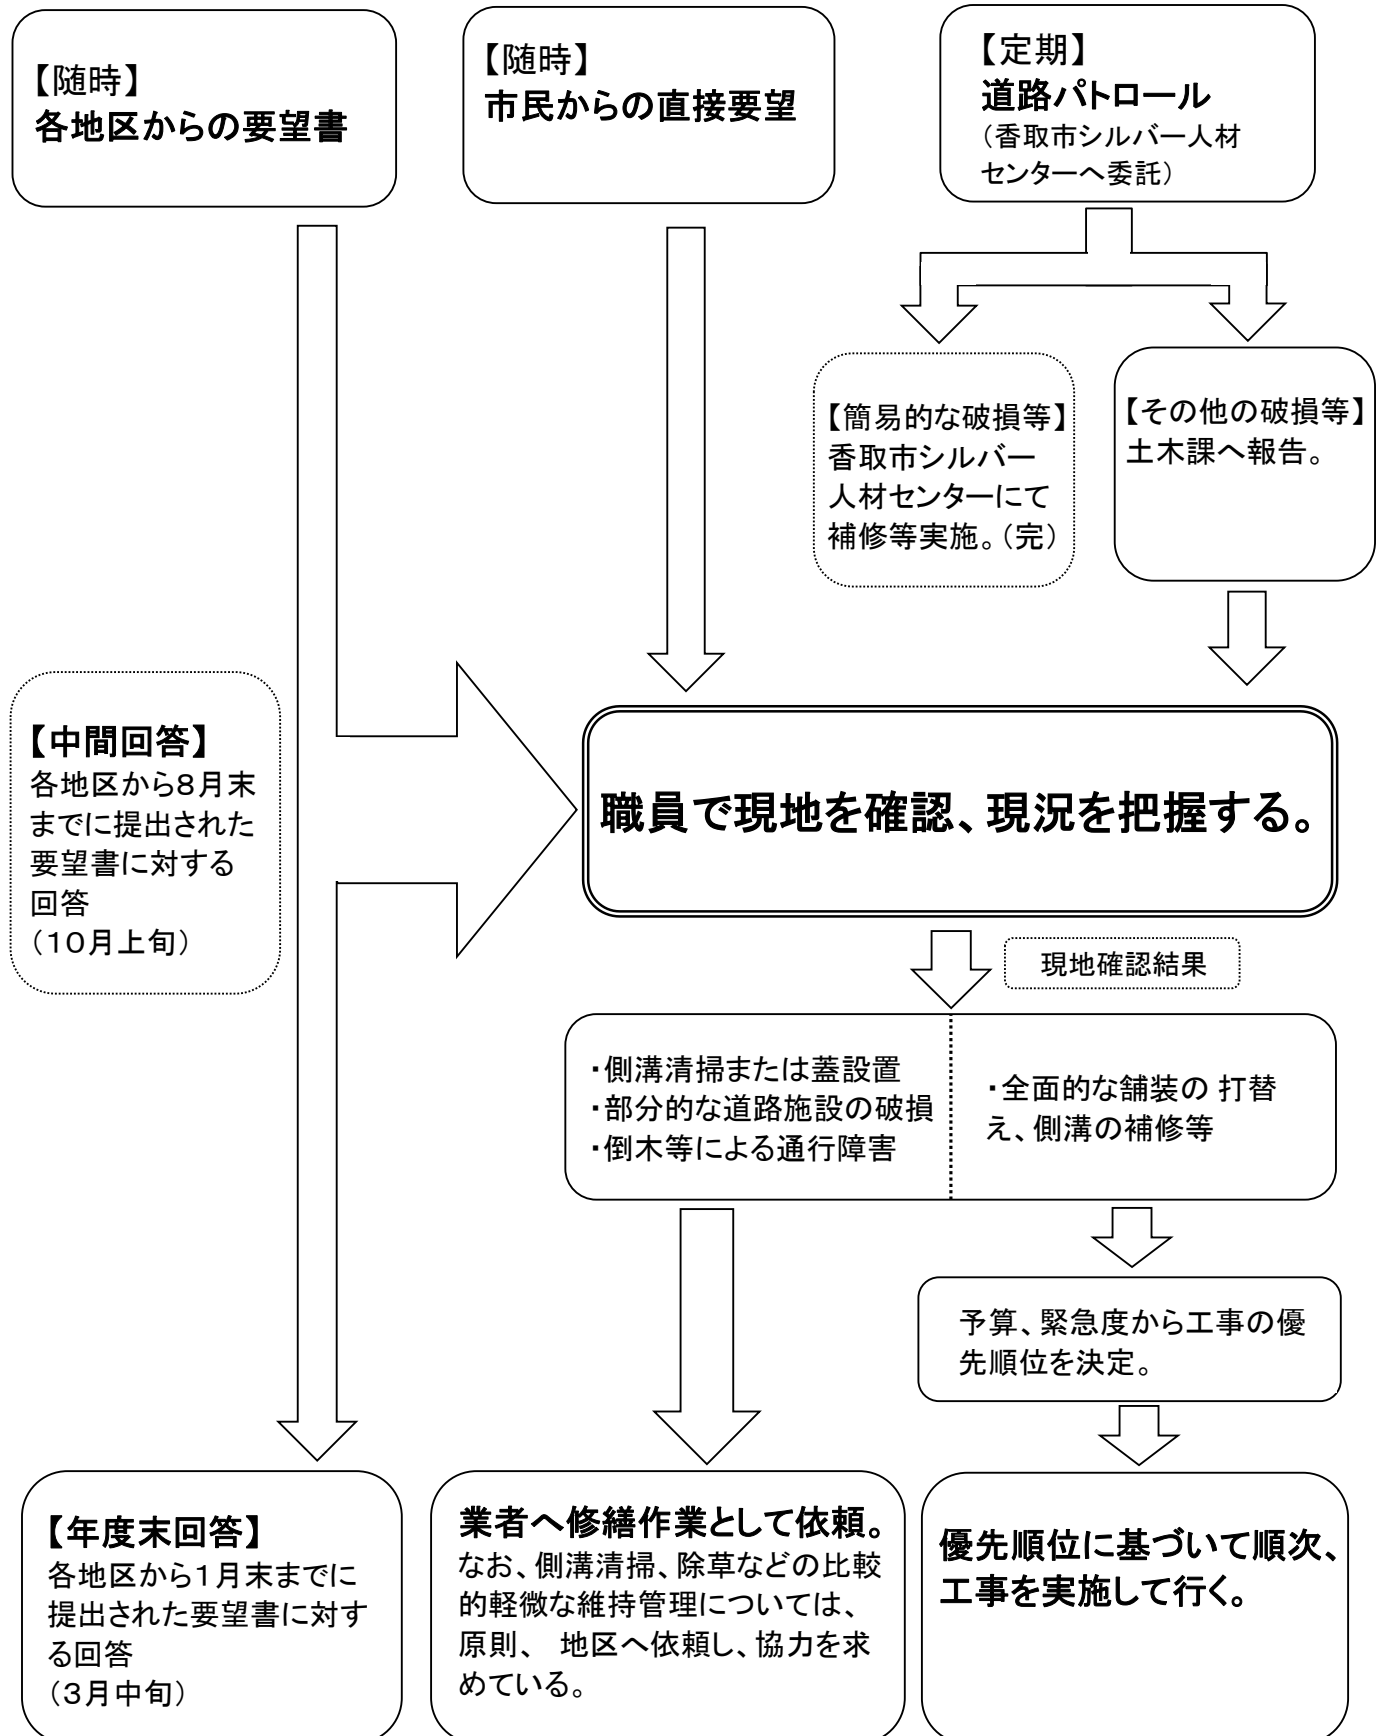 【随時】
各地区からの要望書
【随時】
市民からの直接要望
【定期】
道路パトロール
（香取市シルバー人材
センターへ委託）
【簡易的な破損等】
香取市シルバー
人材センターにて
補修等実施。（完）
【その他の破損等】
土木課へ報告。
【中間回答】
各地区から８月末
までに提出された
要望書に対する
回答
（１０月上旬）
職員で現地を確認、現況を把握する。
現地確認結果
・側溝清掃または蓋設置
・部分的な道路施設の破損
・倒木等による通行障害
・全面的な舗装の 打替
え、側溝の補修等
予算、緊急度から工事の優
先順位を決定。
【年度末回答】
各地区から１月末までに
提出された要望書に対す
る回答
（３月中旬）
業者へ修繕作業として依頼。
なお、側溝清掃、除草などの比較
的軽微な維持管理については、
原則、 地区へ依頼し、協力を求
めている。
優先順位に基づいて順次、
工事を実施して行く。